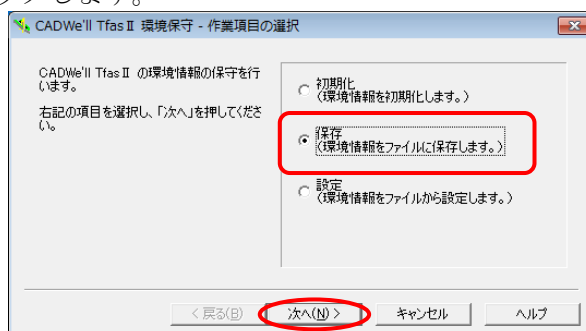 します。
CADWe'll TfasⅡ 環境保守 - 作業項目の選択
CADWe'll TfasⅡ の環境情報の保守を行
います。
右記の項目を選択し、「次へ」を押してくださ
い。
初期化
(環境情報を初期化します。)
保存
(環境情報をファイルに保存します。)
設定
(環境情報をファイルから設定します。)
< 戻る(B)
次へ(N) >
キャンセル
ヘルプ